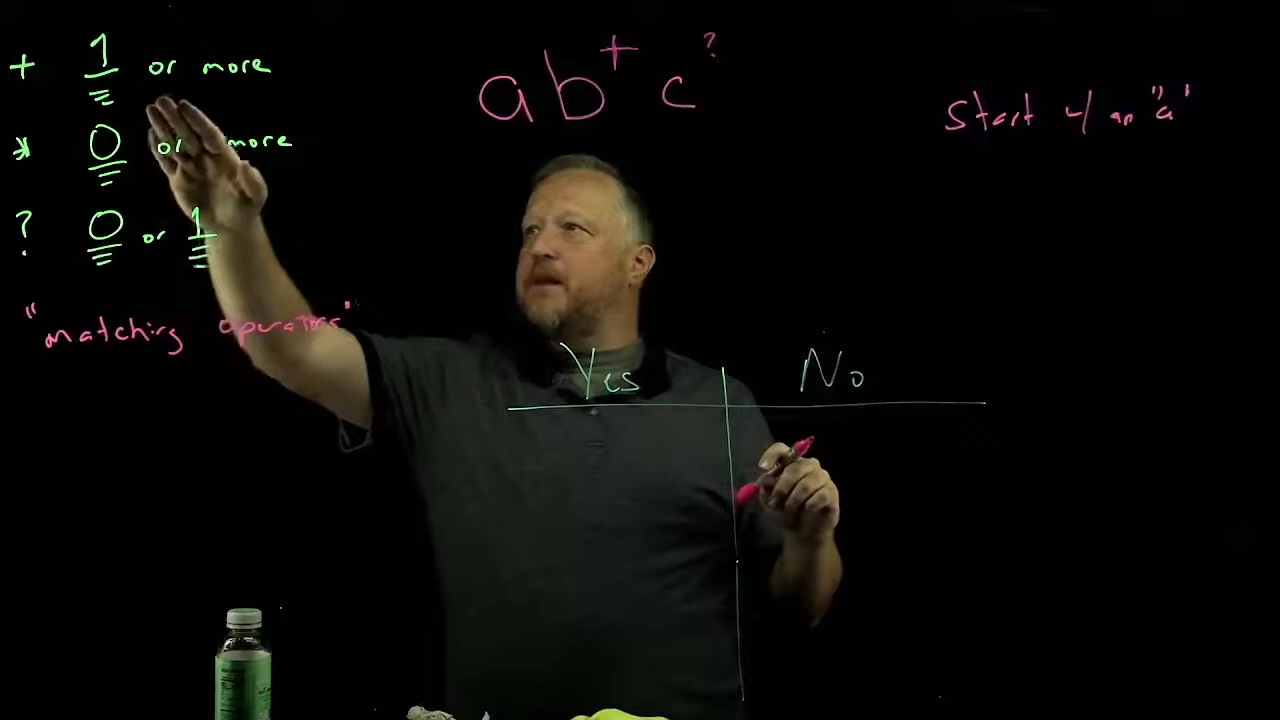 + 1 or more
* 0 or more
? 0 or 1
"matching operators"
ab+c?
Start w/ an "a"
Yes No